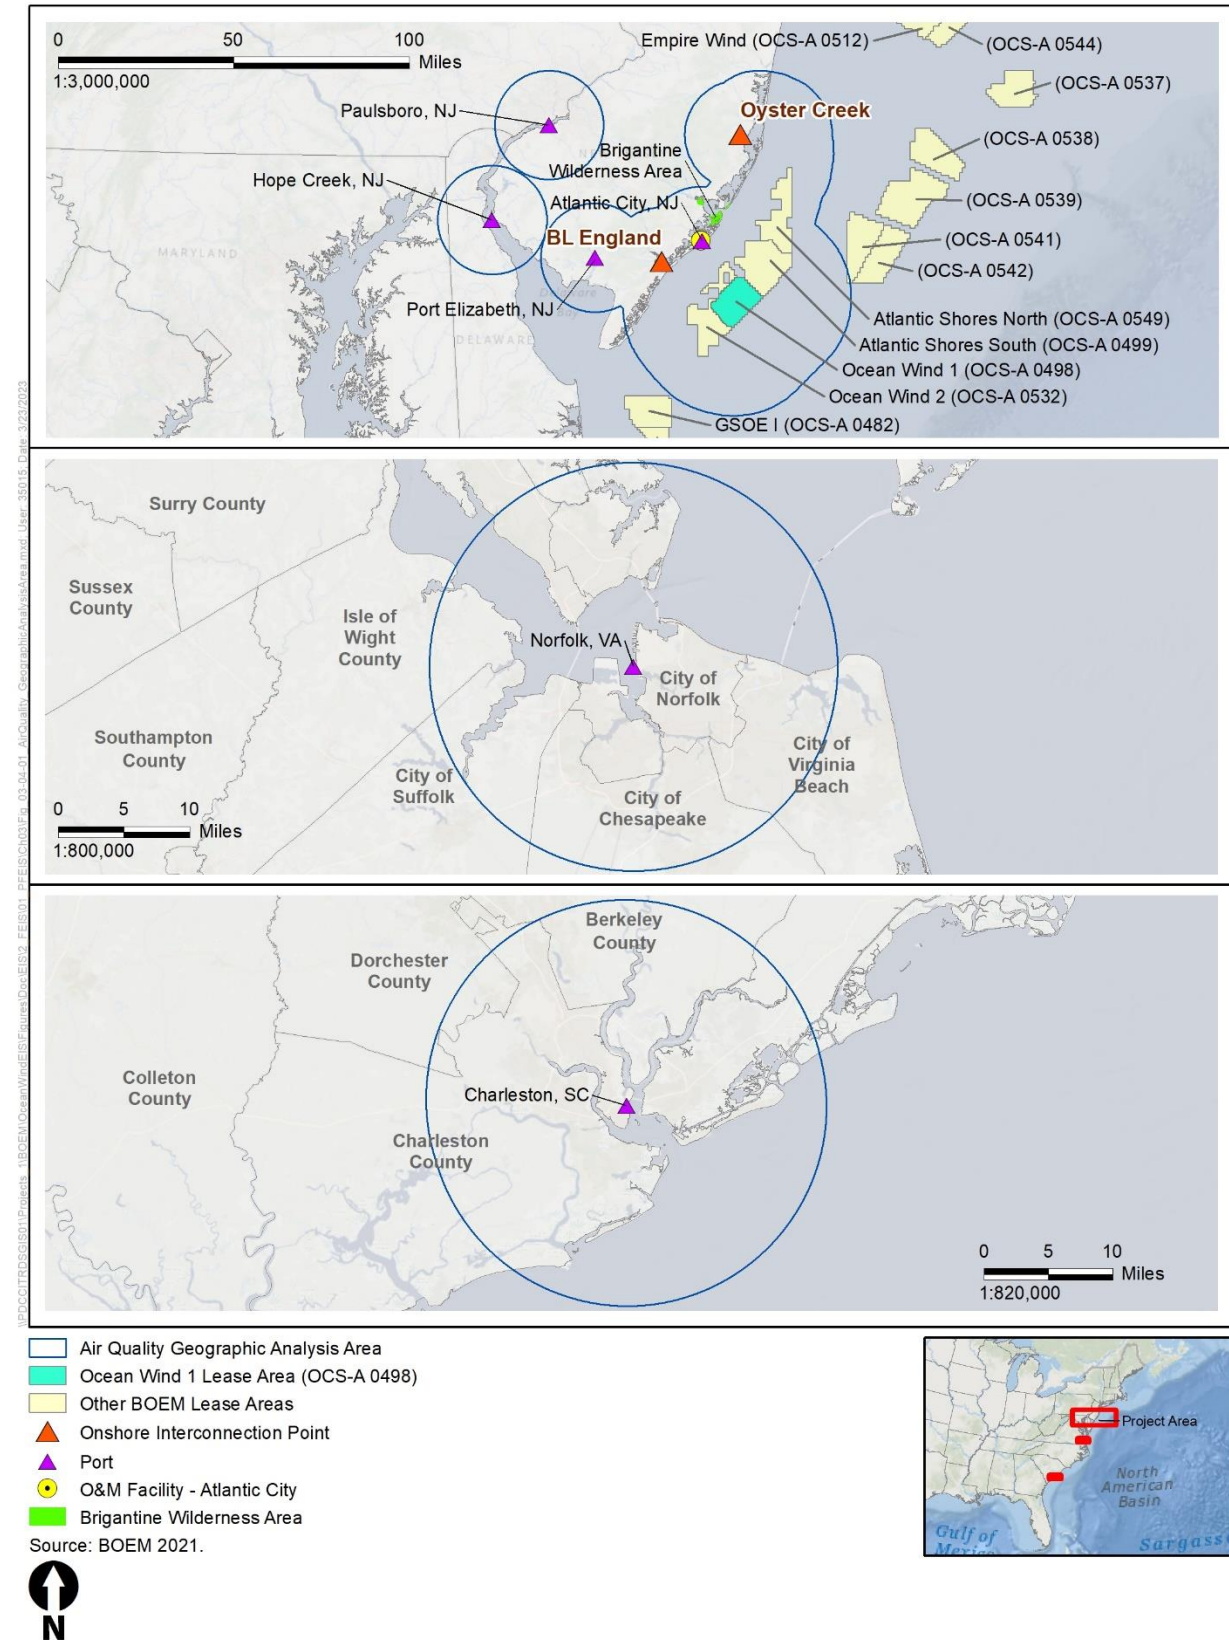 0 50 100
Miles
1:3,000,000
Empire Wind (OCS-A 0512)
(OCS-A 0544)
(OCS-A 0537)
Paulsboro, NJ
Oyster Creek
(OCS-A 0538)
Brigantine
Wilderness Area
Hope Creek, NJ
Atlantic City, NJ
(OCS-A 0539)
MARYLAND
BL England
(OCS-A 0541)
(OCS-A 0542)
Port Elizabeth, NJ
DELAWARE
Atlantic Shores North (OCS-A 0549)
Atlantic Shores South (OCS-A 0499)
Ocean Wind 1 (OCS-A 0498)
Ocean Wind 2 (OCS-A 0532)
GSOE I (OCS-A 0482)
Surry County
Sussex
County
Isle of
Wight
County
Norfolk, VA
City of
Norfolk
Southampton
County
City of
Suffolk
City of
Virginia
Beach
City of
Chesapeake
0 5 10
Miles
1:800,000
Berkeley
County
Dorchester
County
Colleton
County
Charleston, SC
Charleston
County
0 5 10
Miles
1:820,000
Air Quality Geographic Analysis Area
Ocean Wind 1 Lease Area (OCS-A 0498)
Other BOEM Lease Areas
Onshore Interconnection Point
Port
O&M Facility - Atlantic City
Brigantine Wilderness Area
Source: BOEM 2021.
N
Project Area
North
American
Basin
Gulf of
Mexico
Sargass